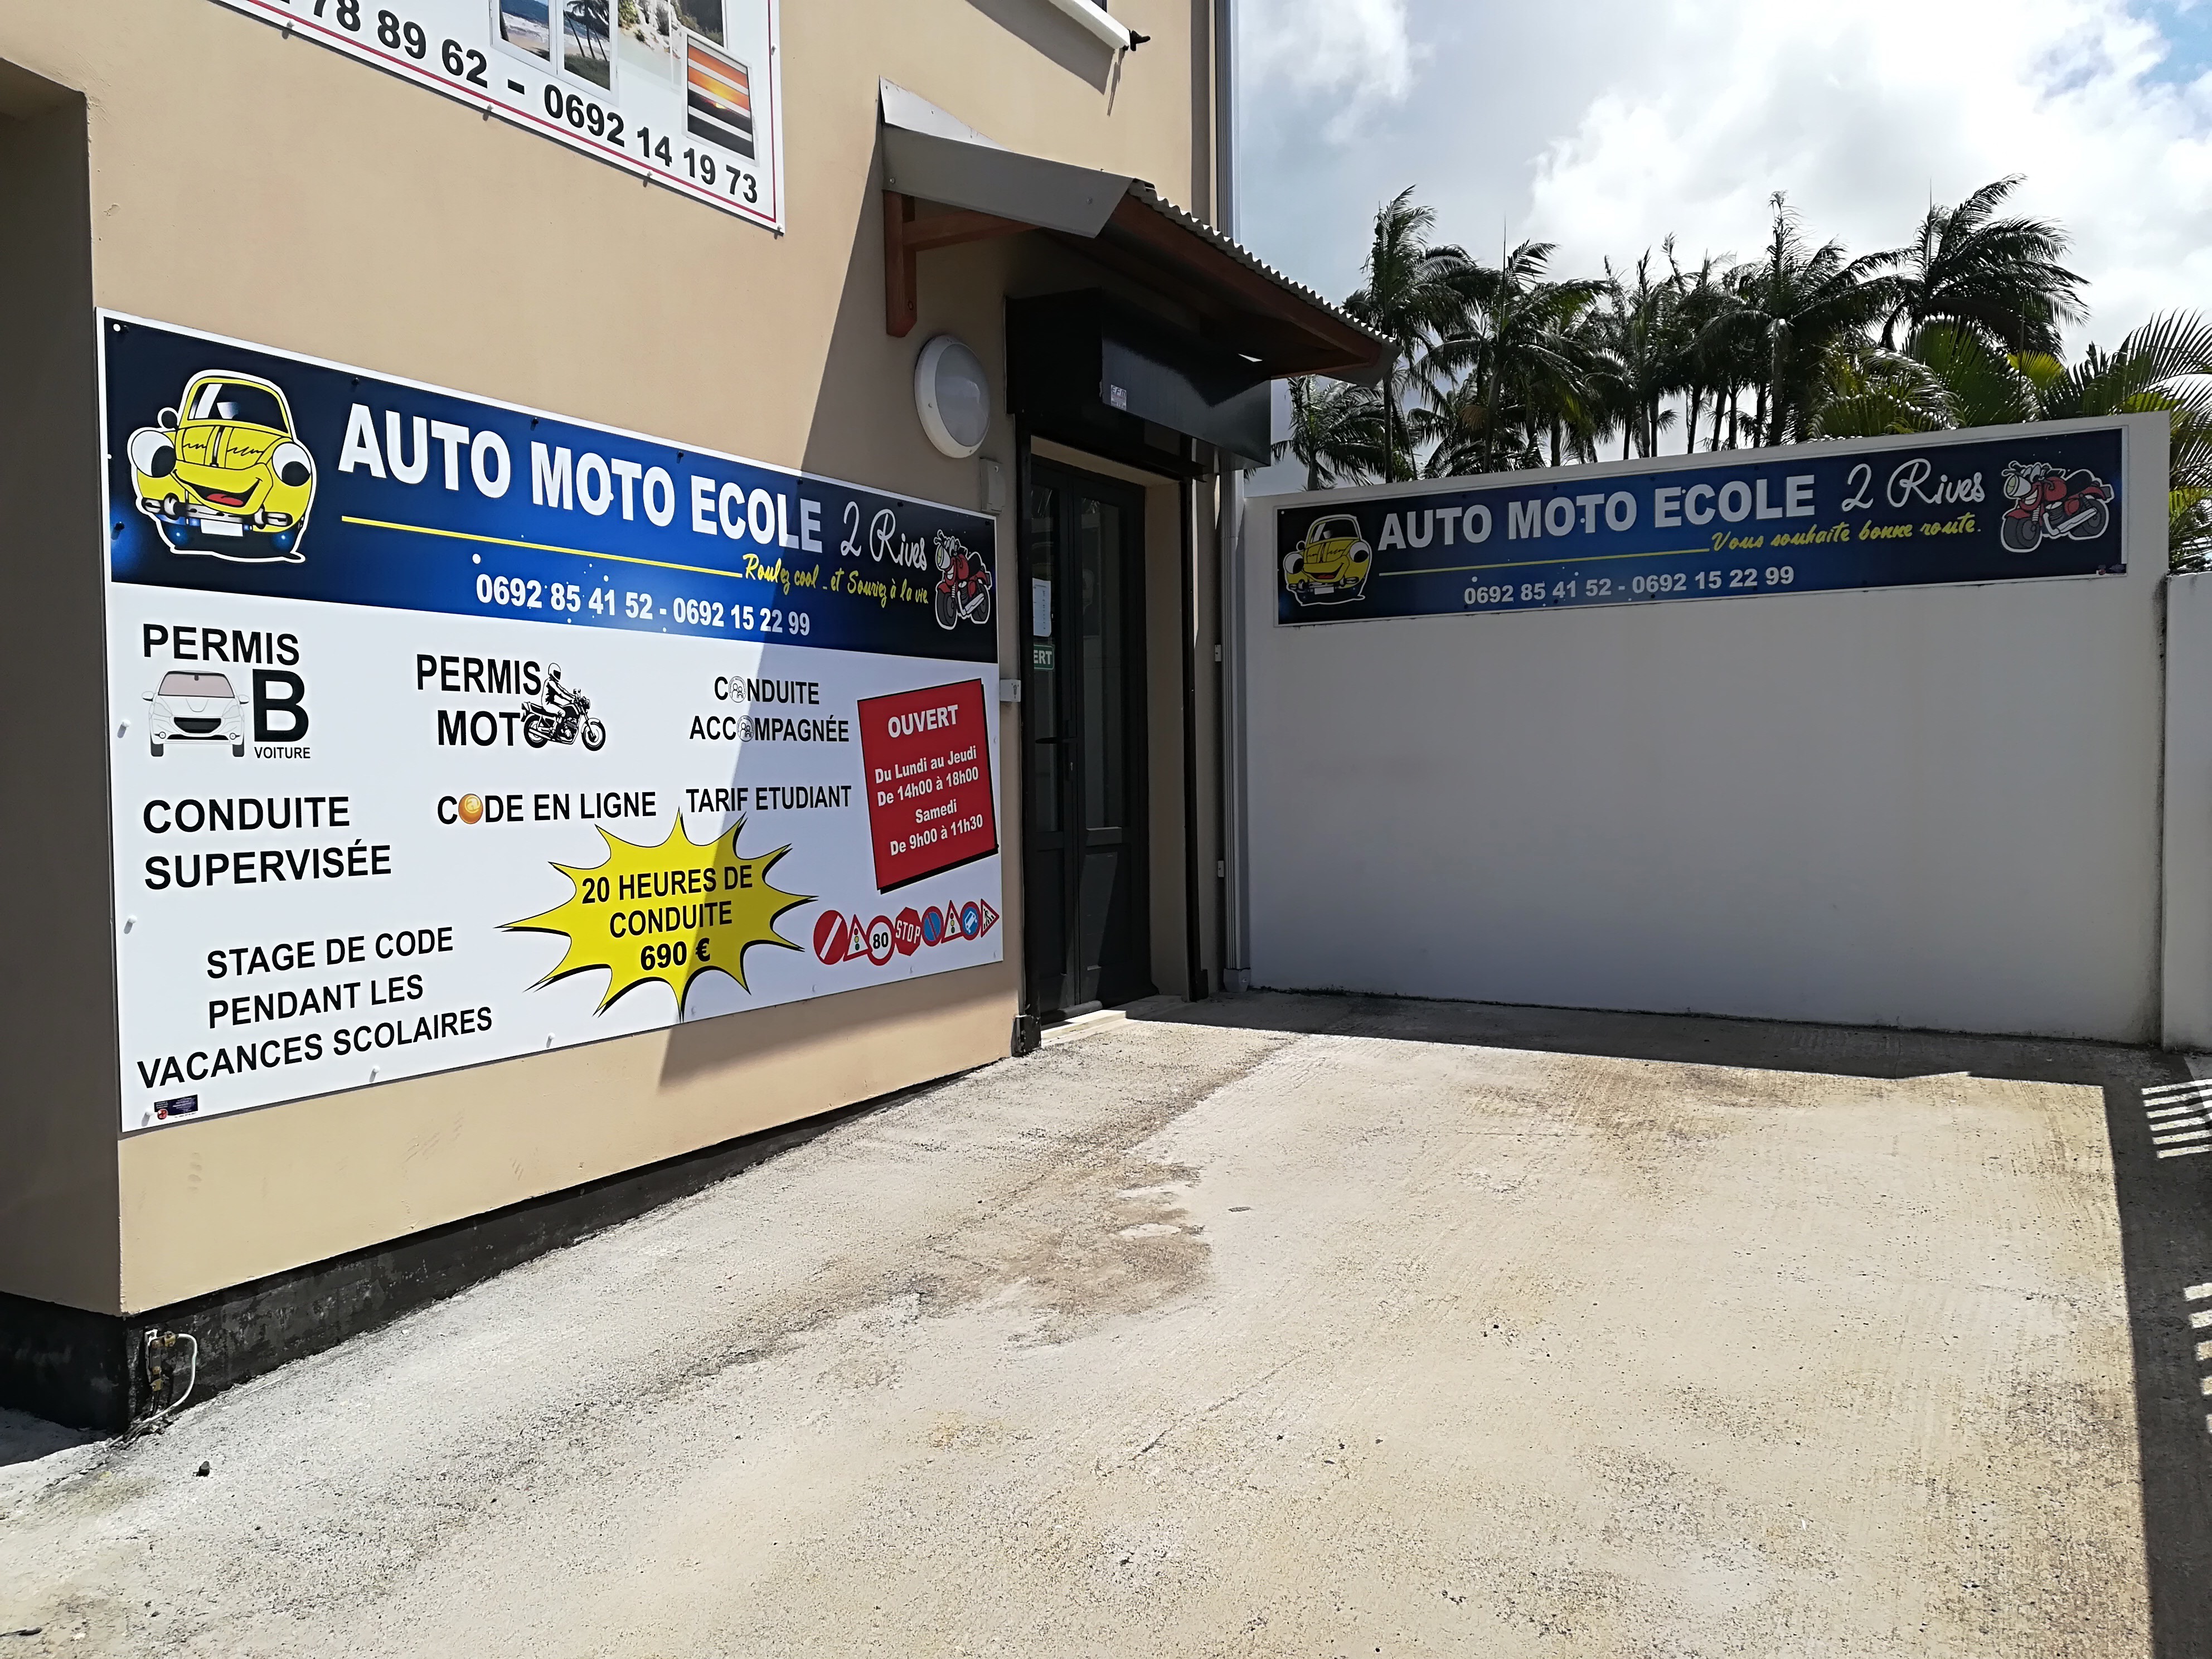 78 89 62 - 0692 14 19 73
AUTO MOTO ECOLE 2 Rives
Roulez cool .. et Souriez à la vie
0692 85 41 52 - 0692 15 22 99
PERMIS
B
VOITURE
PERMIS
MOTO
CONDUITE
ACCOMPAGNÉE
OUVERT
Du Lundi au Jeudi
De 14h00 à 18h00
Samedi
De 9h00 à 11h30
CONDUITE
SUPERVISÉE
CODE EN LIGNE
TARIF ETUDIANT
20 HEURES DE
CONDUITE
690 €
80
STOP
STAGE DE CODE
PENDANT LES
VACANCES SCOLAIRES
ERT
AUTO MOTO ECOLE 2 Rives
Vous souhaite bonne route.
0692 85 41 52 - 0692 15 22 99